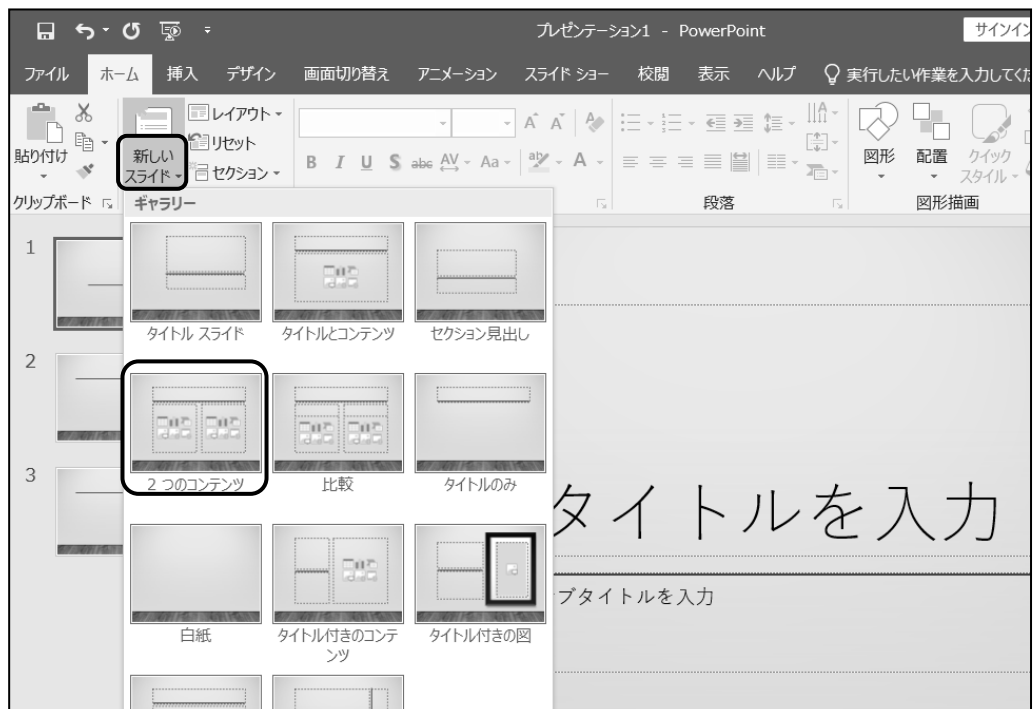 プレゼンテーション1 - PowerPoint
サインイン
ファイル ホーム 挿入 デザイン 画面切り替え アニメーション スライド ショー 校閲 表示 ヘルプ 実行したい作業を入力してくだ
貼り付け
新しい
スライド
レイアウト
リセット
セクション
B I U S abc AV Aa A
図形 配置 クイック
スタイル
クリップボード
段落
図形描画
ギャラリー
1
2
3
タイトル スライド
タイトルとコンテンツ
セクション見出し
2 つのコンテンツ
比較
タイトルのみ
白紙
タイトル付きのコンテ
ンツ
タイトル付きの図
タイトルを入力
ブタイトルを入力